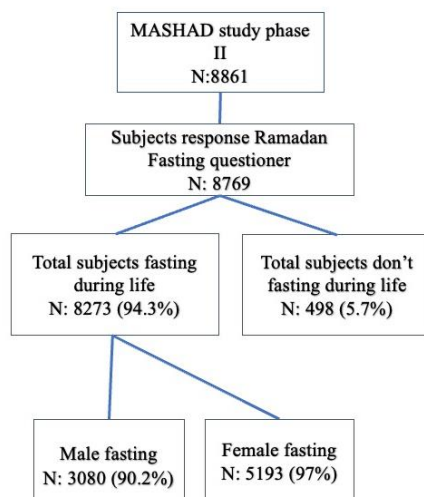 MASHAD study phase
II
N:8861
Subjects response Ramadan
Fasting questioner
N: 8769
Total subjects fasting
during life
N: 8273 (94.3%)
Total subjects don't
fasting during life
N: 498 (5.7%)
Male fasting
N: 3080 (90.2%)
Female fasting
N: 5193 (97%)